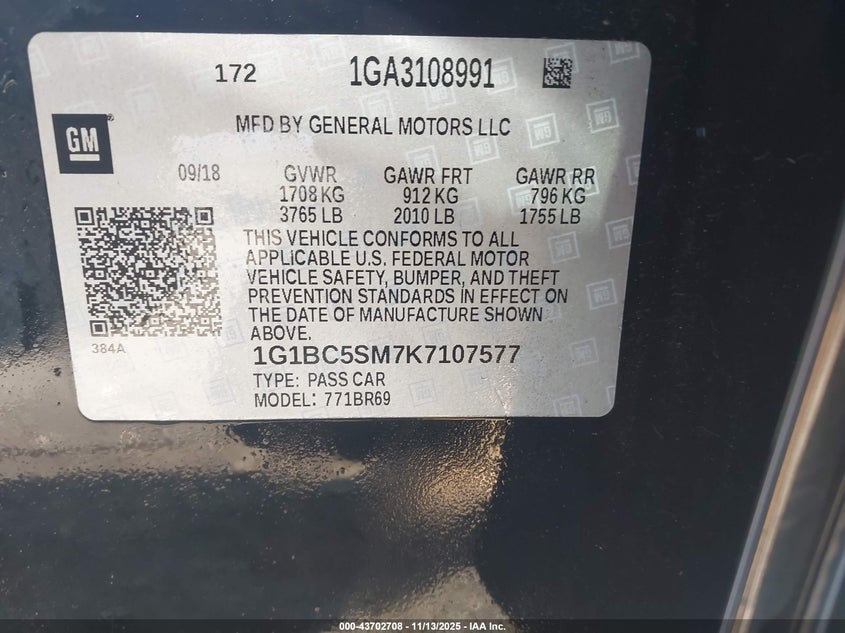 172 1GA3108991
GM
MFD BY GENERAL MOTORS LLC
09/18 GVWR GAWR FRT GAWR RR
1708 KG 912 KG 796 KG
3765 LB 2010 LB 1755 LB
THIS VEHICLE CONFORMS TO ALL
APPLICABLE U.S. FEDERAL MOTOR
VEHICLE SAFETY, BUMPER, AND THEFT
PREVENTION STANDARDS IN EFFECT ON
THE DATE OF MANUFACTURE SHOWN
ABOVE.
384A
1G1BC5SM7K7107577
TYPE: PASS CAR
MODEL: 771BR69
000-43702708 - 11/13/2025 - IAA Inc.